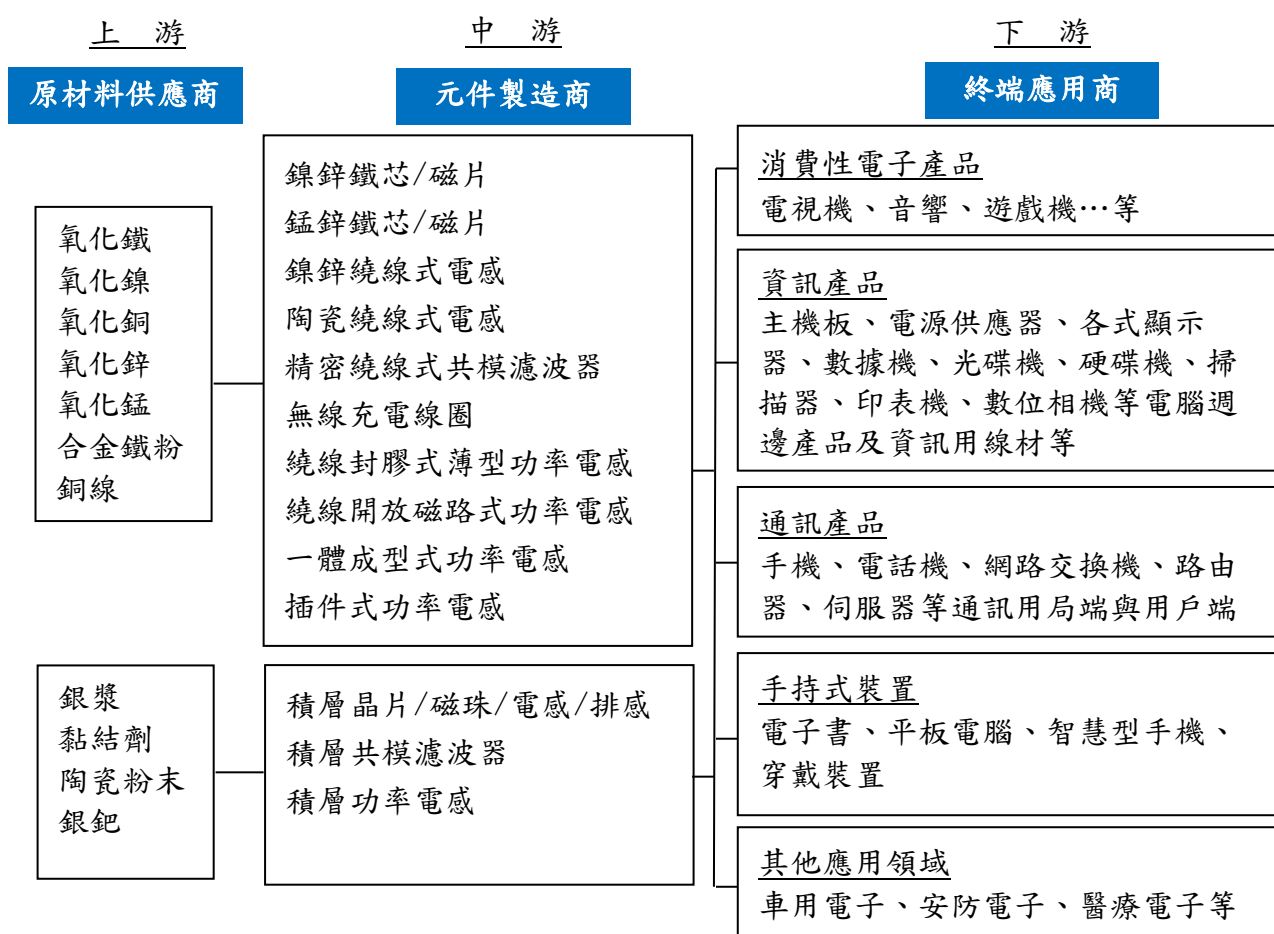 上 游
原材料供應商
氧化鐵
氧化鎳
氧化銅
氧化鋅
氧化錳
合金鐵粉
銅線
銀漿
黏結劑
陶瓷粉末
銀鈀
中 游
元件製造商
鎳鋅鐵芯/磁片
錳鋅鐵芯/磁片
鎳鋅繞線式電感
陶瓷繞線式電感
精密繞線式共模濾波器
無線充電線圈
繞線封膠式薄型功率電感
繞線開放磁路式功率電感
一體成型式功率電感
插件式功率電感
積層晶片/磁珠/電感/排感
積層共模濾波器
積層功率電感
下 游
終端應用商
消費性電子產品
電視機、音響、遊戲機…等
資訊產品
主機板、電源供應器、各式顯示
器、數據機、光碟機、硬碟機、掃
描器、印表機、數位相機等電腦週
邊產品及資訊用線材等
通訊產品
手機、電話機、網路交換機、路由
器、伺服器等通訊用局端與用戶端
手持式裝置
電子書、平板電腦、智慧型手機、
穿戴裝置
其他應用領域
車用電子、安防電子、醫療電子等